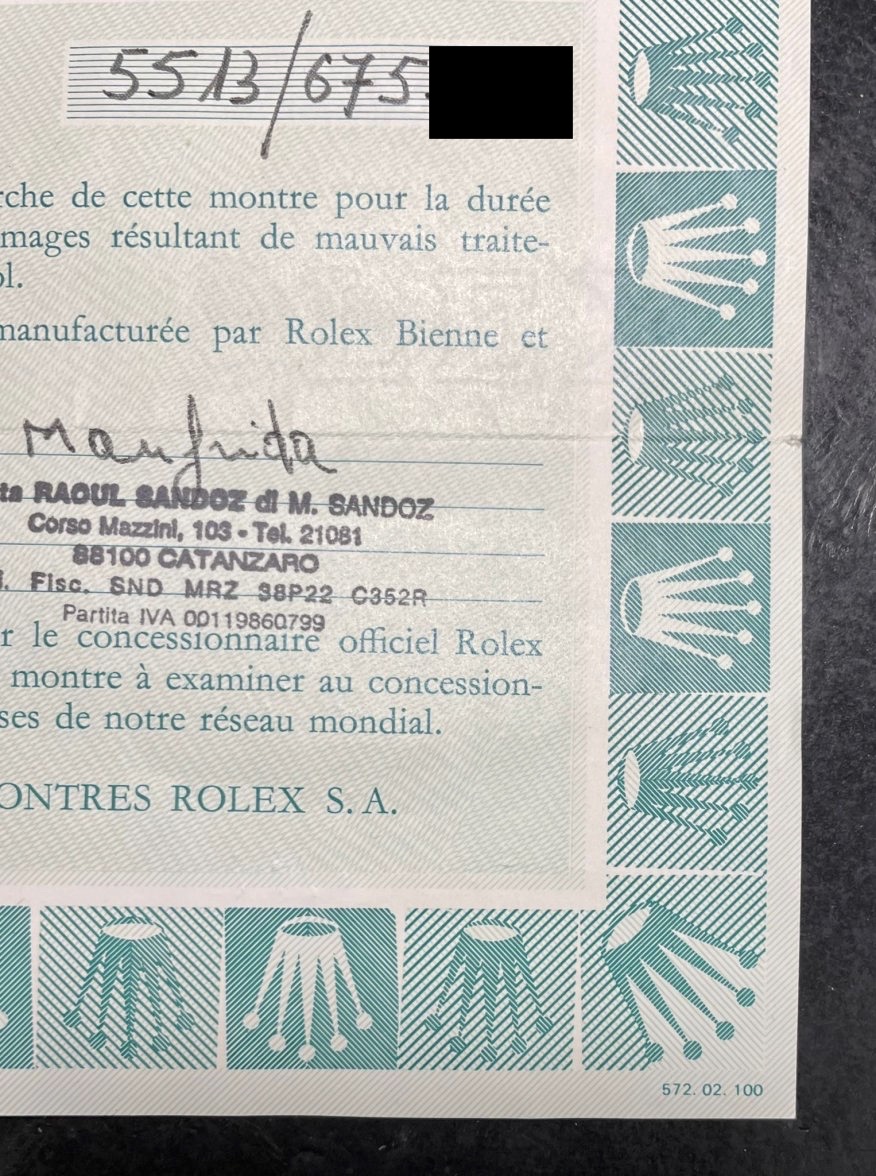 5513/675
rche de cette montre pour la durée
mages résultant de mauvais traite-
ol.
manufacturée par Rolex Bienne et
Manfrida
ta RAOUL SANDOZ di M. SANDOZ
Corso Mazzini, 103 - Tel. 21081
88100 CATANZARO
. Fisc. SND MRZ 38P22 C352R
Partita IVA 00119860799
r le concessionnaire officiel Rolex
montre à examiner au concession-
ses de notre réseau mondial.
ONTRES ROLEX S. A.
572. 02. 100